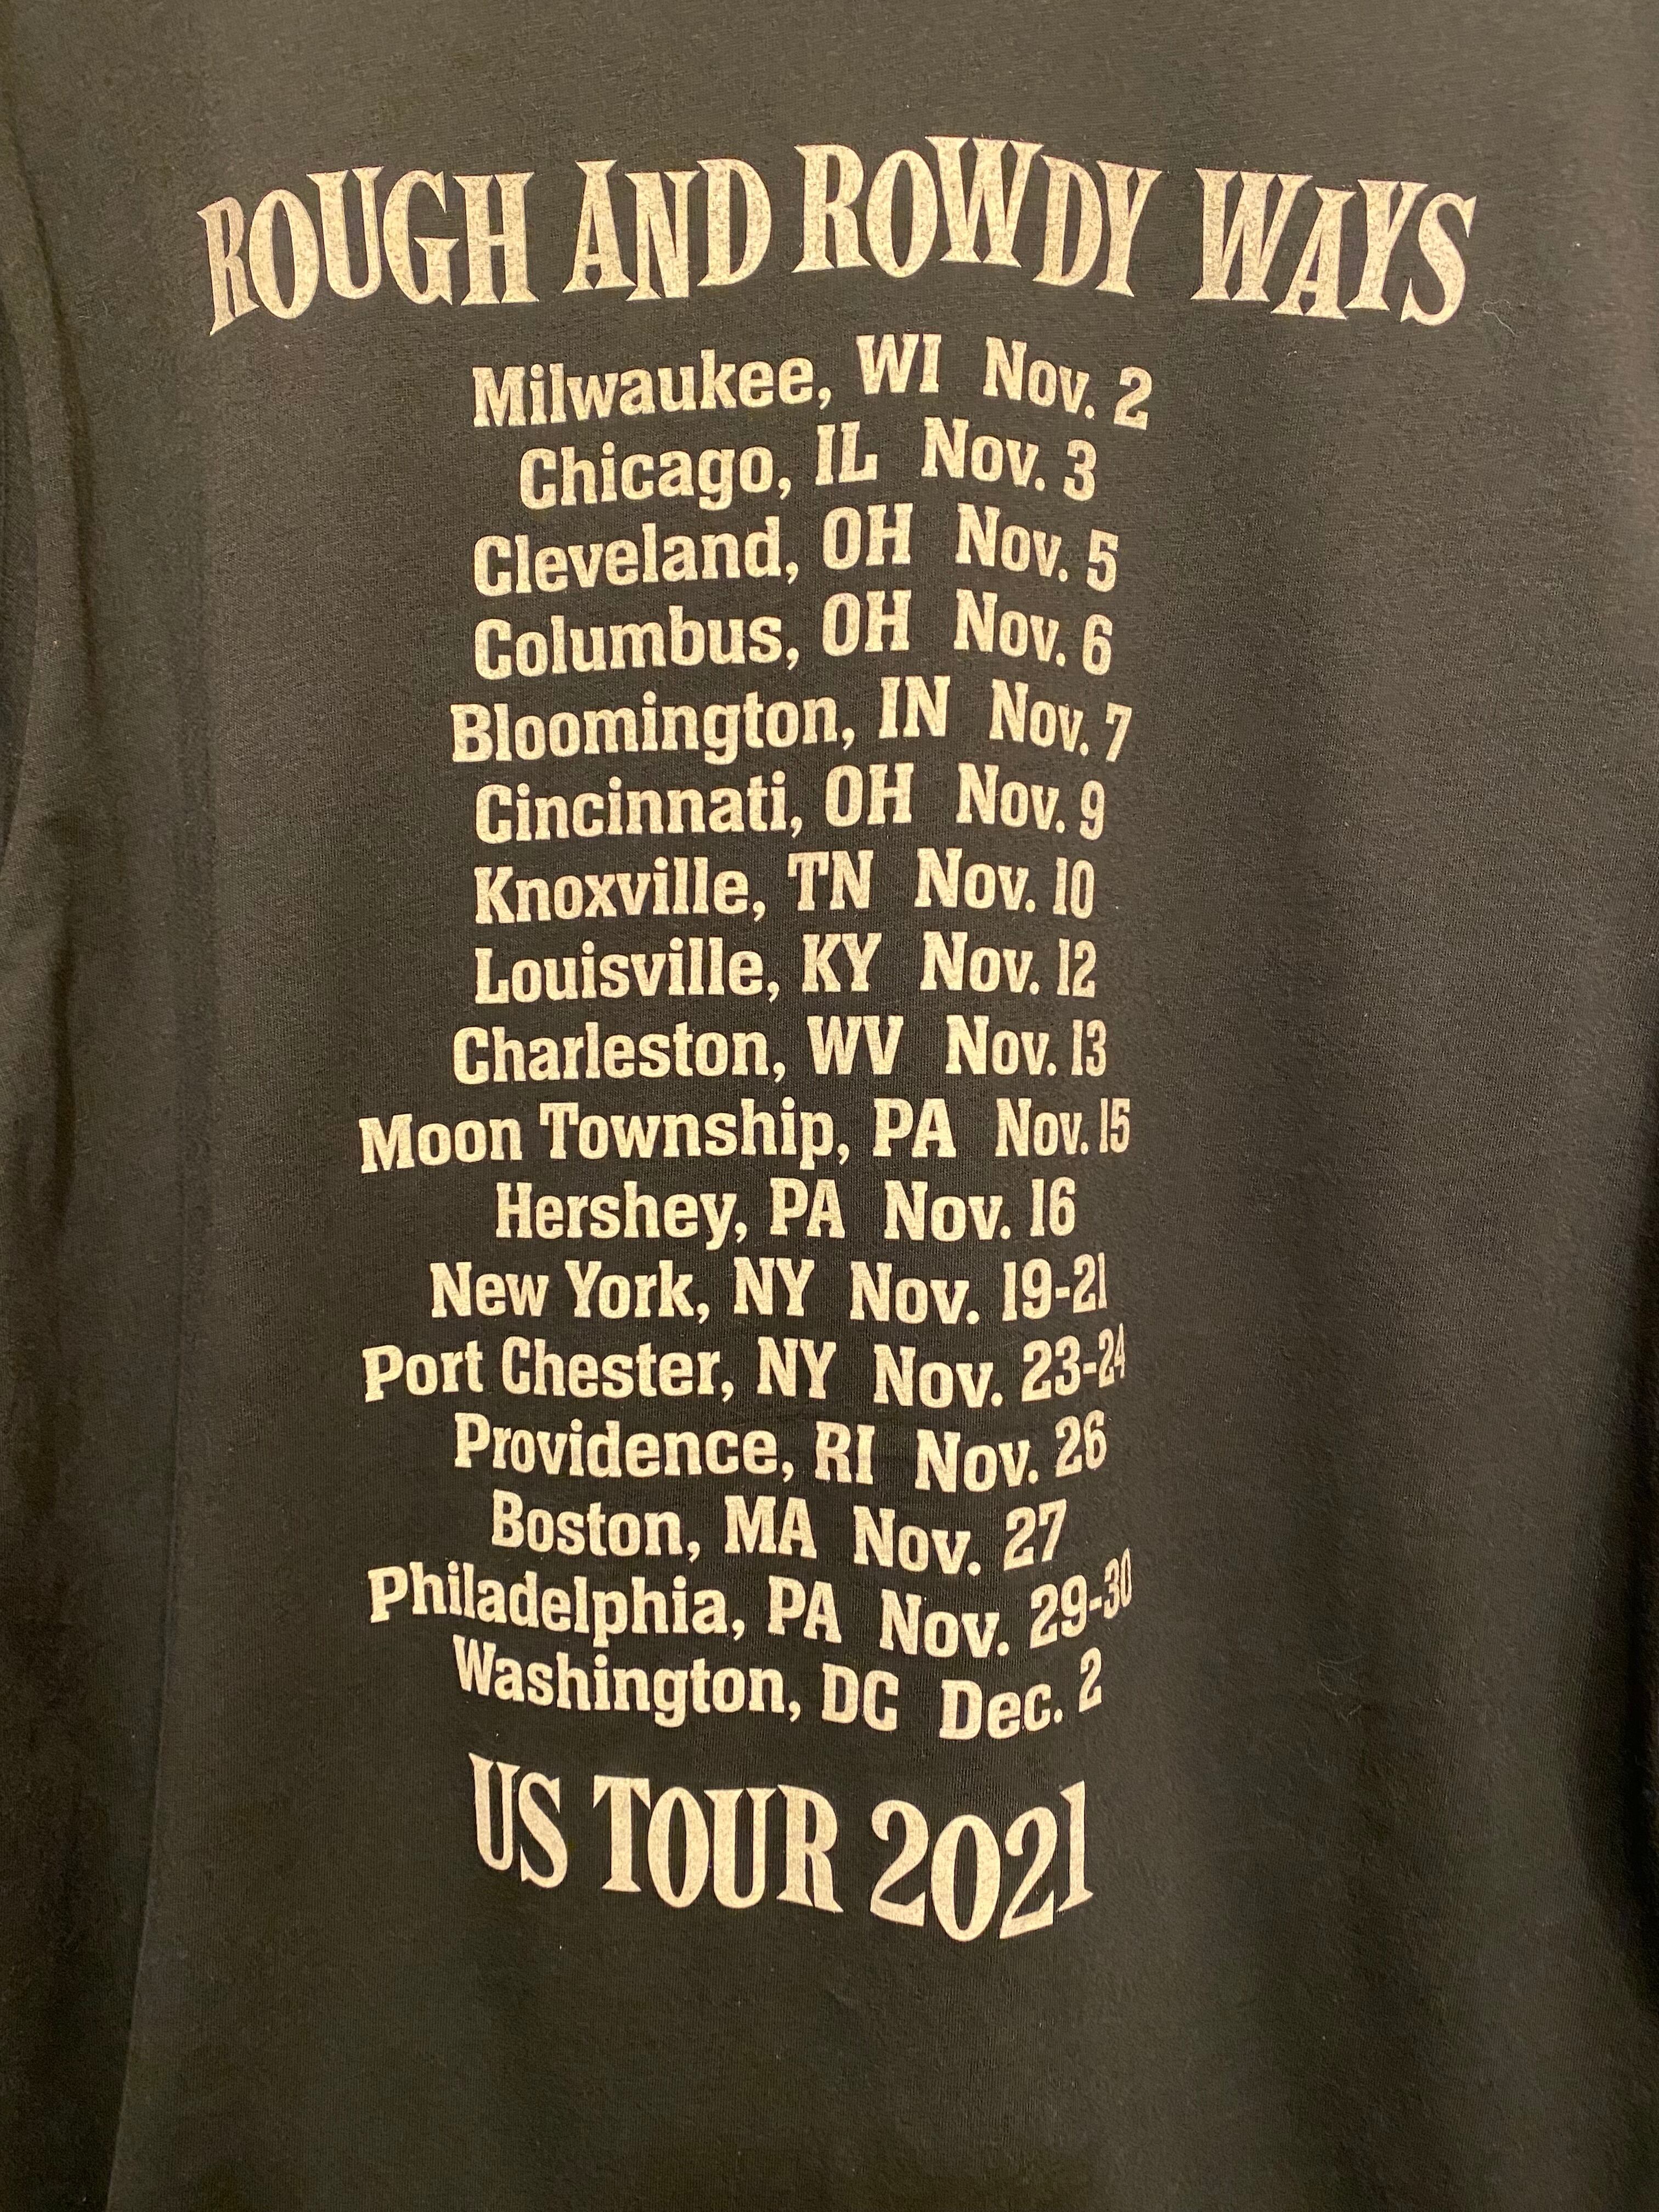 ROUGH AND ROWDY WAYS
Milwaukee, WI Nov. 2
Chicago, IL Nov. 3
Cleveland, OH Nov. 5
Columbus, OH Nov. 6
Bloomington, IN Nov. 7
Cincinnati, OH Nov. 9
Knoxville, TN Nov. 10
Louisville, KY Nov. 12
Charleston, WV Nov. 13
Moon Township, PA Nov. 15
Hershey, PA Nov. 16
New York, NY Nov. 19-21
Port Chester, NY Nov. 23-24
Providence, RI Nov. 26
Boston, MA Nov. 27
Philadelphia, PA Nov. 29-30
Washington, DC Dec. 2
US TOUR 2021